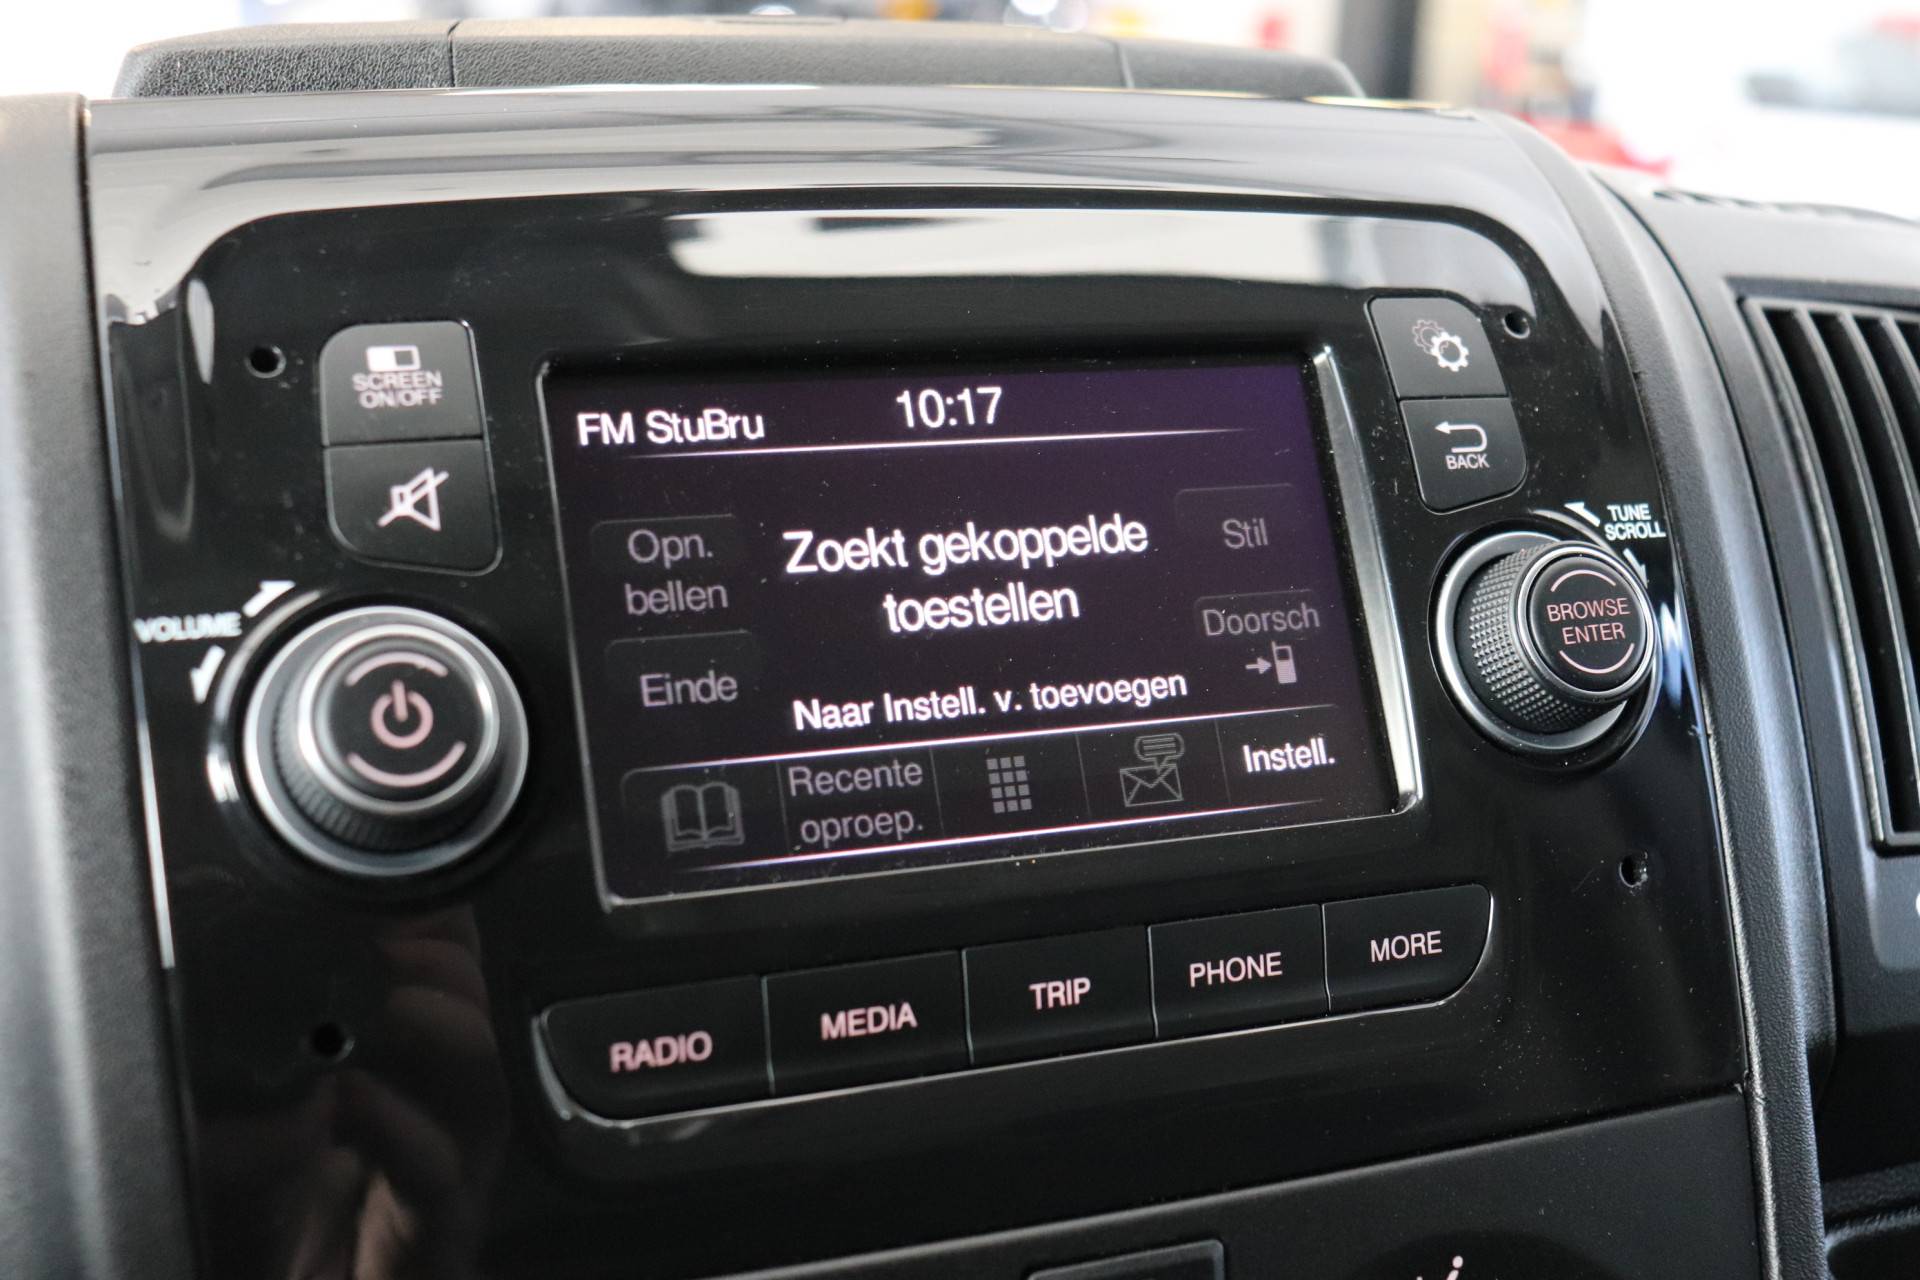 SCREEN
ON/OFF
VOLUME
FM StuBru 10:17
Opn.
bellen
Zoekt gekoppelde
toestellen
Stil
Doorsch
Einde
Naar Instell. v. toevoegen
Recente
oproep.
Instell.
BACK
TUNE
SCROLL
BROWSE
ENTER
RADIO
MEDIA
TRIP
PHONE
MORE